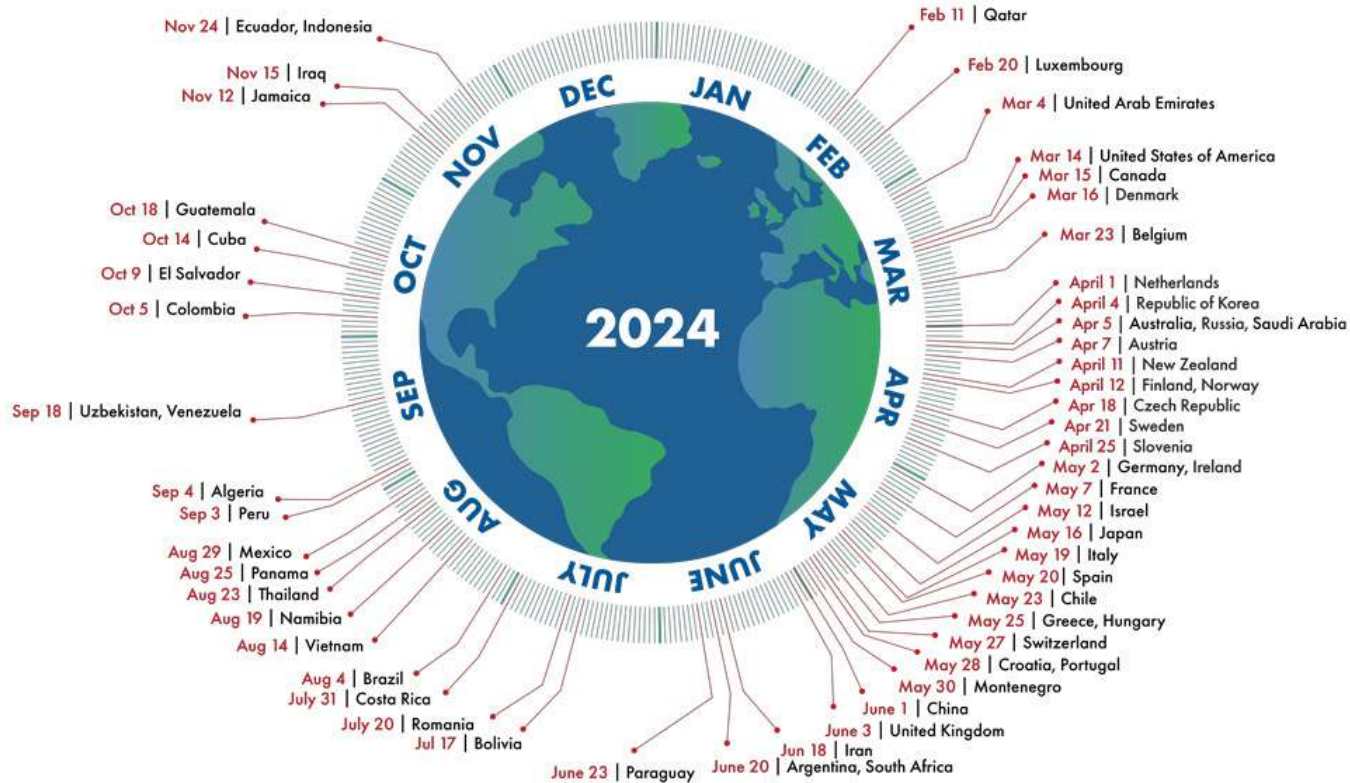 2024
JAN
FEB
MAR
APR
MAY
JUNE
JULY
AUG
SEP
OCT
NOV
DEC
Feb 11 | Qatar
Feb 20 | Luxembourg
Mar 4 | United Arab Emirates
Mar 14 | United States of America
Mar 15 | Canada
Mar 16 | Denmark
Mar 23 | Belgium
April 1 | Netherlands
April 4 | Republic of Korea
Apr 5 | Australia, Russia, Saudi Arabia
Apr 7 | Austria
April 11 | New Zealand
April 12 | Finland, Norway
Apr 18 | Czech Republic
Apr 21 | Sweden
April 25 | Slovenia
May 2 | Germany, Ireland
May 7 | France
May 12 | Israel
May 16 | Japan
May 19 | Italy
May 20 | Spain
May 23 | Chile
May 25 | Greece, Hungary
May 27 | Switzerland
May 28 | Croatia, Portugal
May 30 | Montenegro
June 1 | China
June 3 | United Kingdom
Jun 18 | Iran
June 20 | Argentina, South Africa
June 23 | Paraguay
Jul 17 | Bolivia
July 20 | Romania
July 31 | Costa Rica
Aug 4 | Brazil
Aug 14 | Vietnam
Aug 19 | Namibia
Aug 23 | Thailand
Aug 25 | Panama
Aug 29 | Mexico
Sep 3 | Peru
Sep 4 | Algeria
Sep 18 | Uzbekistan, Venezuela
Oct 5 | Colombia
Oct 9 | El Salvador
Oct 14 | Cuba
Oct 18 | Guatemala
Nov 12 | Jamaica
Nov 15 | Iraq
Nov 24 | Ecuador, Indonesia